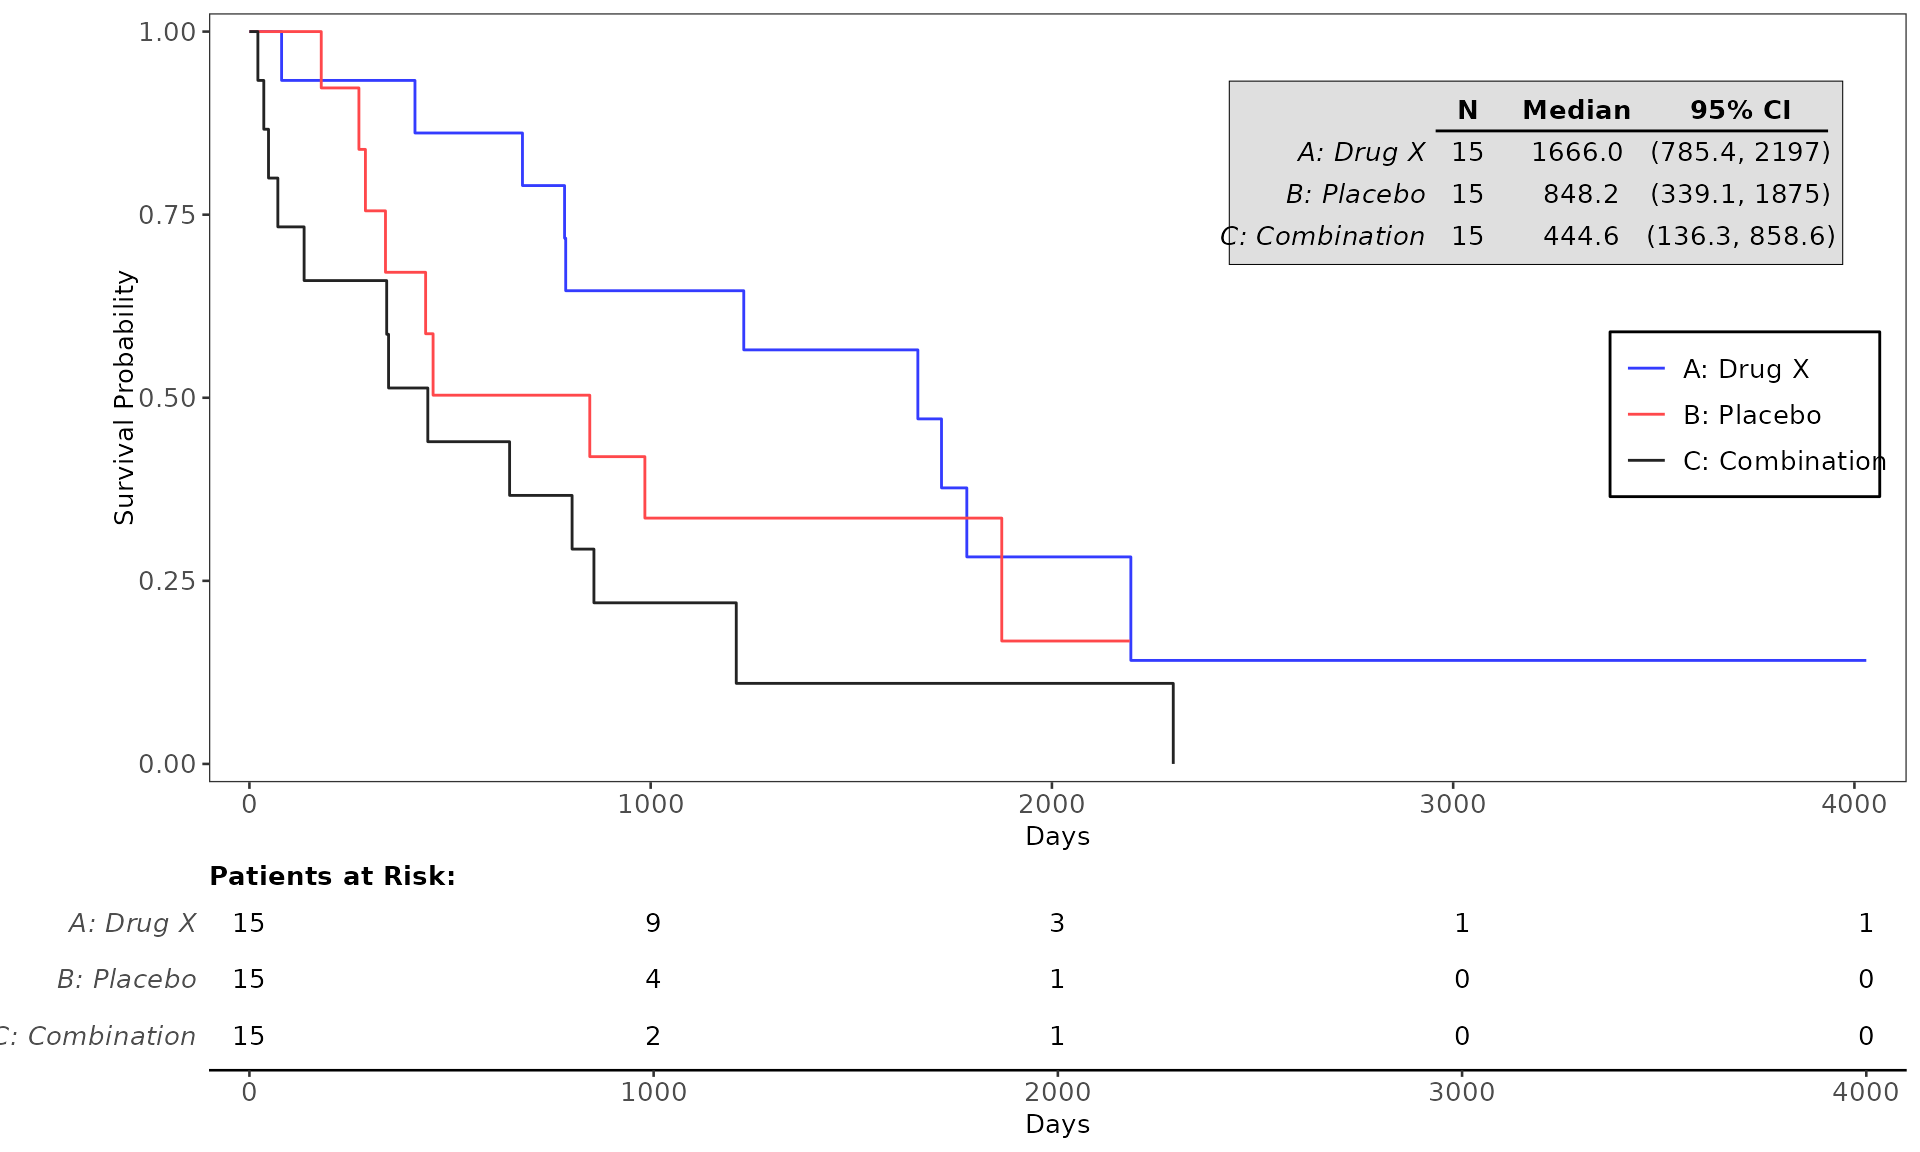 1.00
0.75
0.50
0.25
0.00
Survival Probability
N Median 95% CI
A: Drug X 15 1666.0 (785.4, 2197)
B: Placebo 15 848.2 (339.1, 1875)
C: Combination 15 444.6 (136.3, 858.6)
A: Drug X
B: Placebo
C: Combination
0 1000 2000 3000 4000
Days
Patients at Risk:
A: Drug X 15 9 3 1 1
B: Placebo 15 4 1 0 0
C: Combination 15 2 1 0 0
0 1000 2000 3000 4000
Days